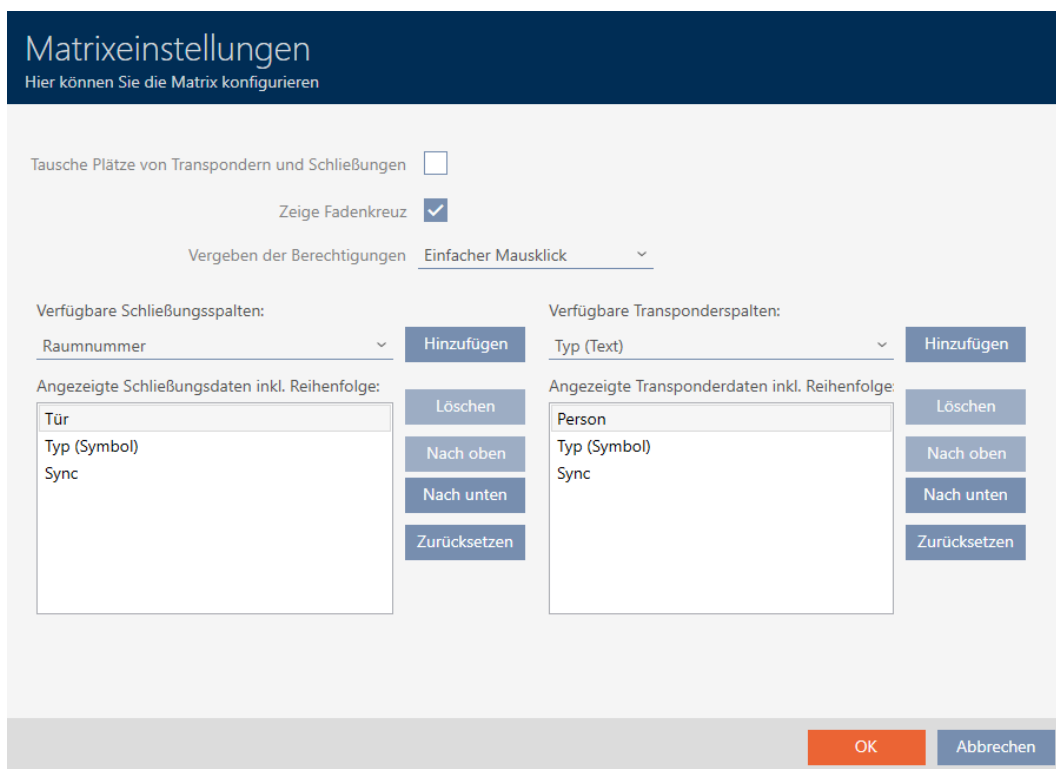 Matrixeinstellungen
Hier können Sie die Matrix konfigurieren
Tausche Plätze von Transpondern und Schließungen
Zeige Fadenkreuz
Vergeben der Berechtigungen Einfacher Mausklick
Verfügbare Schließungsspalten:
Raumnummer
Hinzufügen
Angezeigte Schließungsdaten inkl. Reihenfolge:
Tür
Typ (Symbol)
Sync
Löschen
Nach oben
Nach unten
Zurücksetzen
Verfügbare Transponderspalten:
Typ (Text)
Hinzufügen
Angezeigte Transponderdaten inkl. Reihenfolge:
Person
Typ (Symbol)
Sync
Löschen
Nach oben
Nach unten
Zurücksetzen
OK
Abbrechen